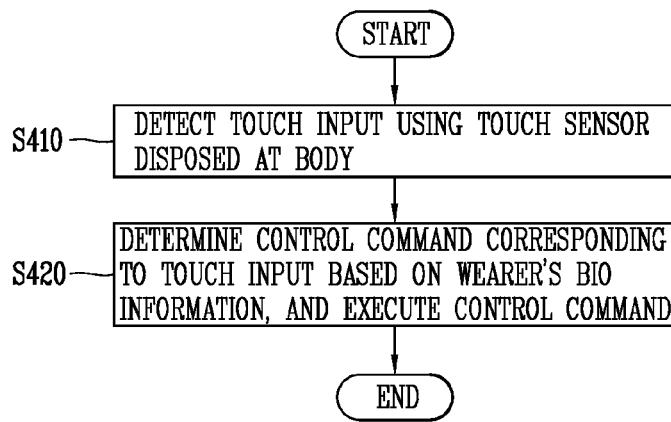 START
S410
DETECT TOUCH INPUT USING TOUCH SENSOR
DISPOSED AT BODY
S420
DETERMINE CONTROL COMMAND CORRESPONDING
TO TOUCH INPUT BASED ON WEARER'S BIO
INFORMATION, AND EXECUTE CONTROL COMMAND
END